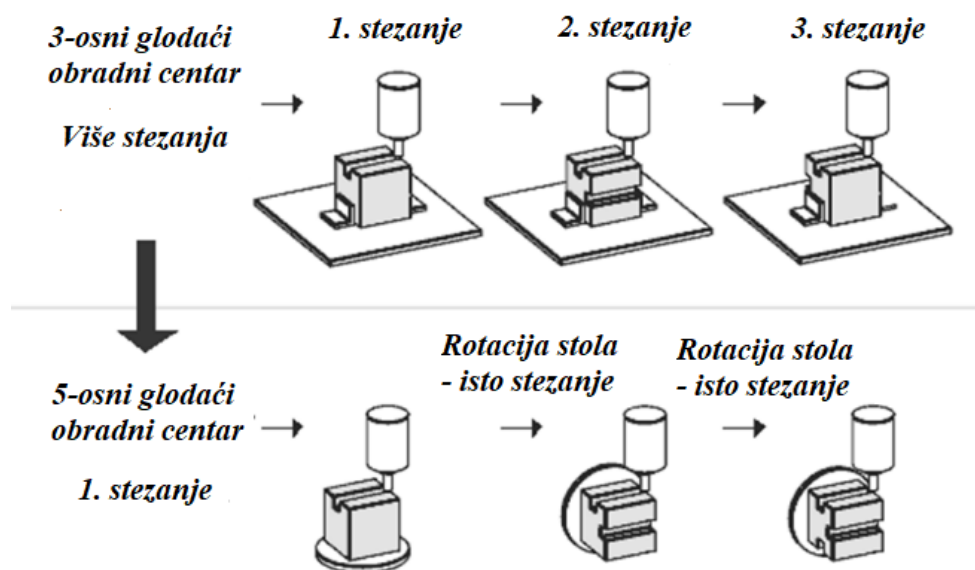 3-osni glodaći
obradni centar
Više stezanja
1. stezanje
2. stezanje
3. stezanje
5-osni glodaći
obradni centar
1. stezanje
Rotacija stola
- isto stezanje
Rotacija stola
- isto stezanje